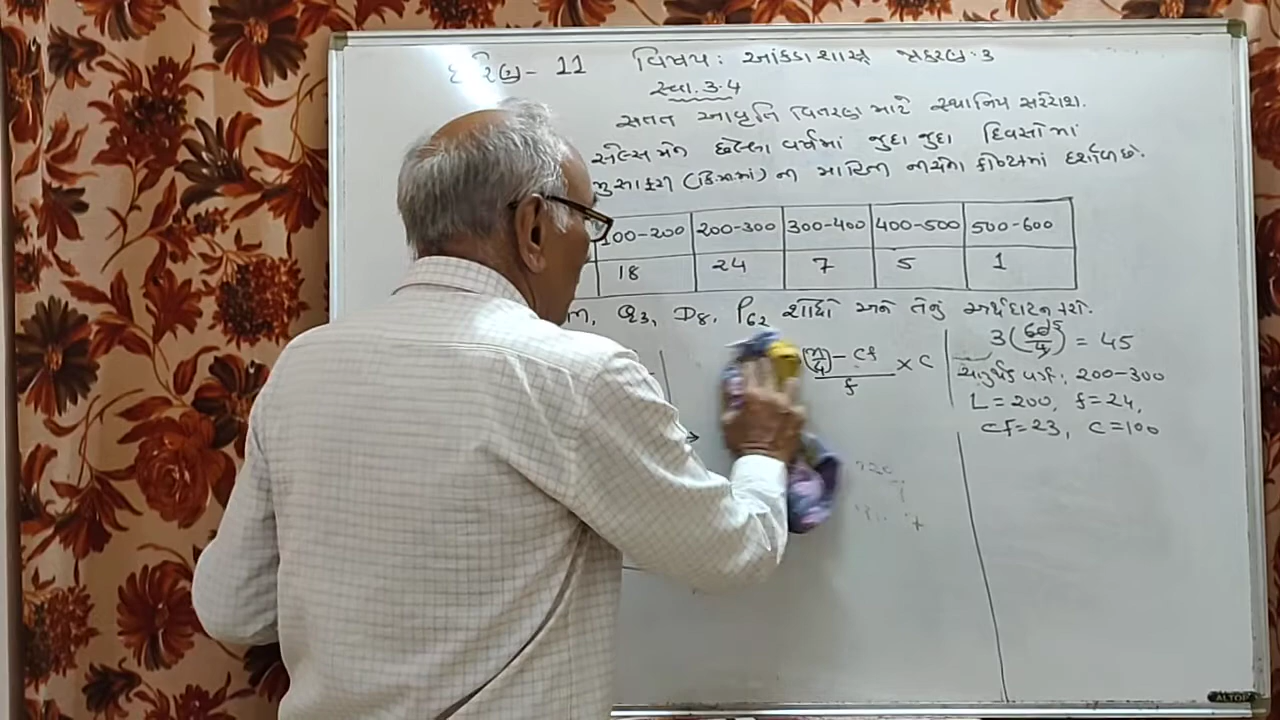 ધોરણ - 11 વિષય : આંકડાશાસ્ત્ર પ્રકરણ : 3
સ્વા. 3.4
સતત આવૃત્તિ વિતરણ માટે સ્થાનિય સરેરાશ.
સેલ્સમેન છેલ્લા વર્ષમાં જુદા જુદા દિવસોમાં
મુસાફરી (કિ.મા.માં) ની માહિતી નીચેના કોષ્ટકમાં દર્શાવેલ છે.
100-200 200-300 300-400 400-500 500-600
18 24 7 5 1
M, Q3, D8, P62 શોધો અને તેનું અર્થઘટન કરો.
(n/4) - cf / f × c
3( /4) = 45
ચતુર્થક વર્ગ : 200-300
L = 200, f = 24,
cf = 23, c = 100
ALTOP